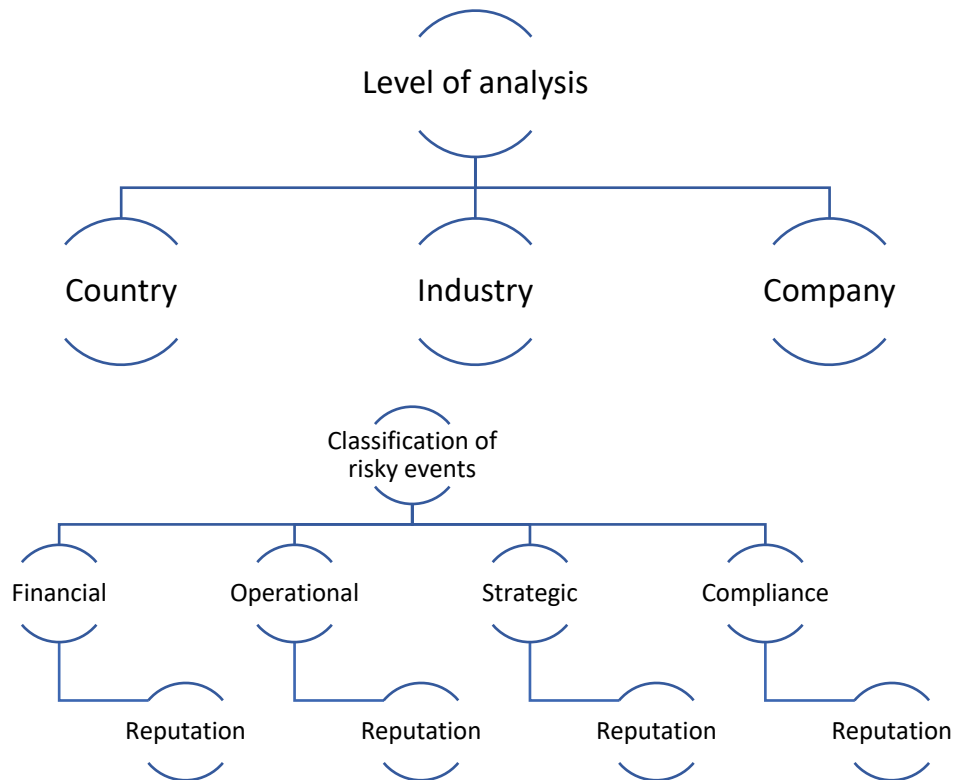 Level of analysis
Country
Industry
Company
Classification of
risky events
Financial
Operational
Strategic
Compliance
Reputation
Reputation
Reputation
Reputation